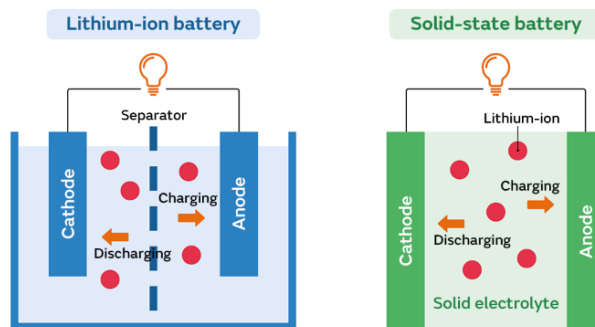 Lithium-ion battery
Separator
Cathode
Charging
Discharging
Anode
Solid-state battery
Lithium-ion
Cathode
Charging
Discharging
Anode
Solid electrolyte